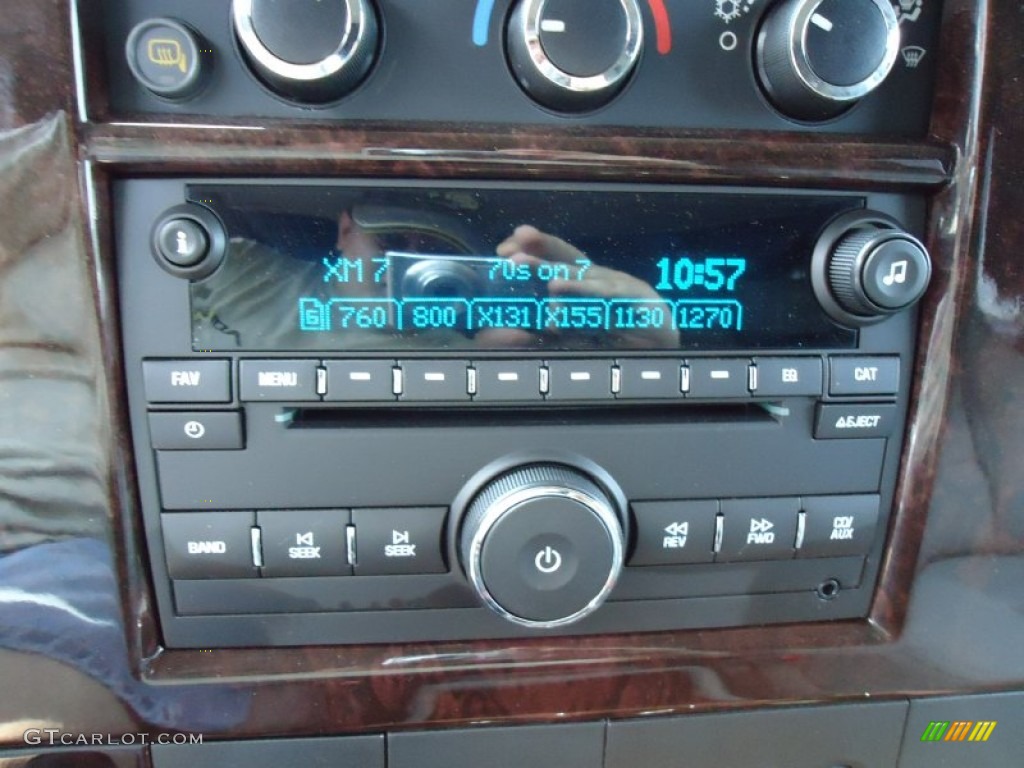 XM 7 70s on 7 10:57
6 760 800 X131 X155 1130 1270
FAV MENU EQ CAT
EJECT
BAND SEEK SEEK REV FWD CD/AUX
GTCARLOT.COM